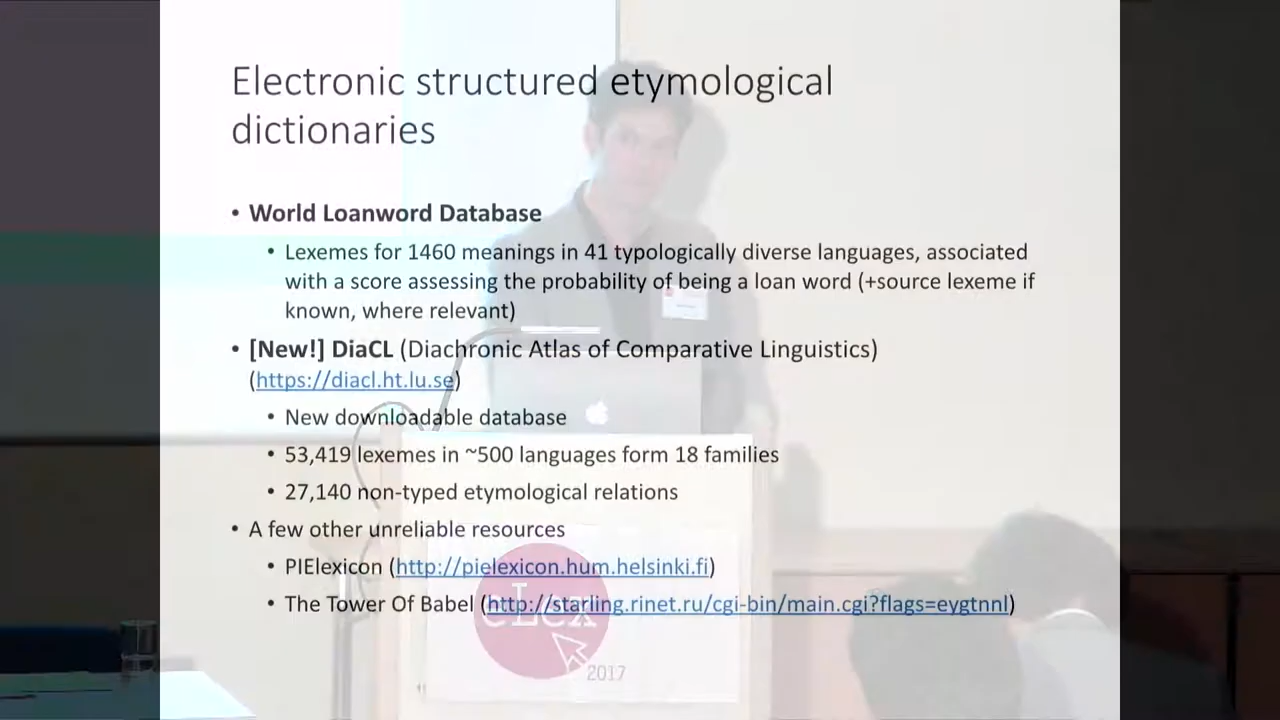 Electronic structured etymological
dictionaries
• World Loanword Database
• Lexemes for 1460 meanings in 41 typologically diverse languages, associated
with a score assessing the probability of being a loan word (+source lexeme if
known, where relevant)
• [New!] DiaCL (Diachronic Atlas of Comparative Linguistics)
(https://diacl.ht.lu.se)
• New downloadable database
• 53,419 lexemes in ~500 languages form 18 families
• 27,140 non-typed etymological relations
• A few other unreliable resources
• PIElexicon (http://pielexicon.hum.helsinki.fi)
• The Tower Of Babel (http://starling.rinet.ru/cgi-bin/main.cgi?flags=eygtnnl)
eLex
2017